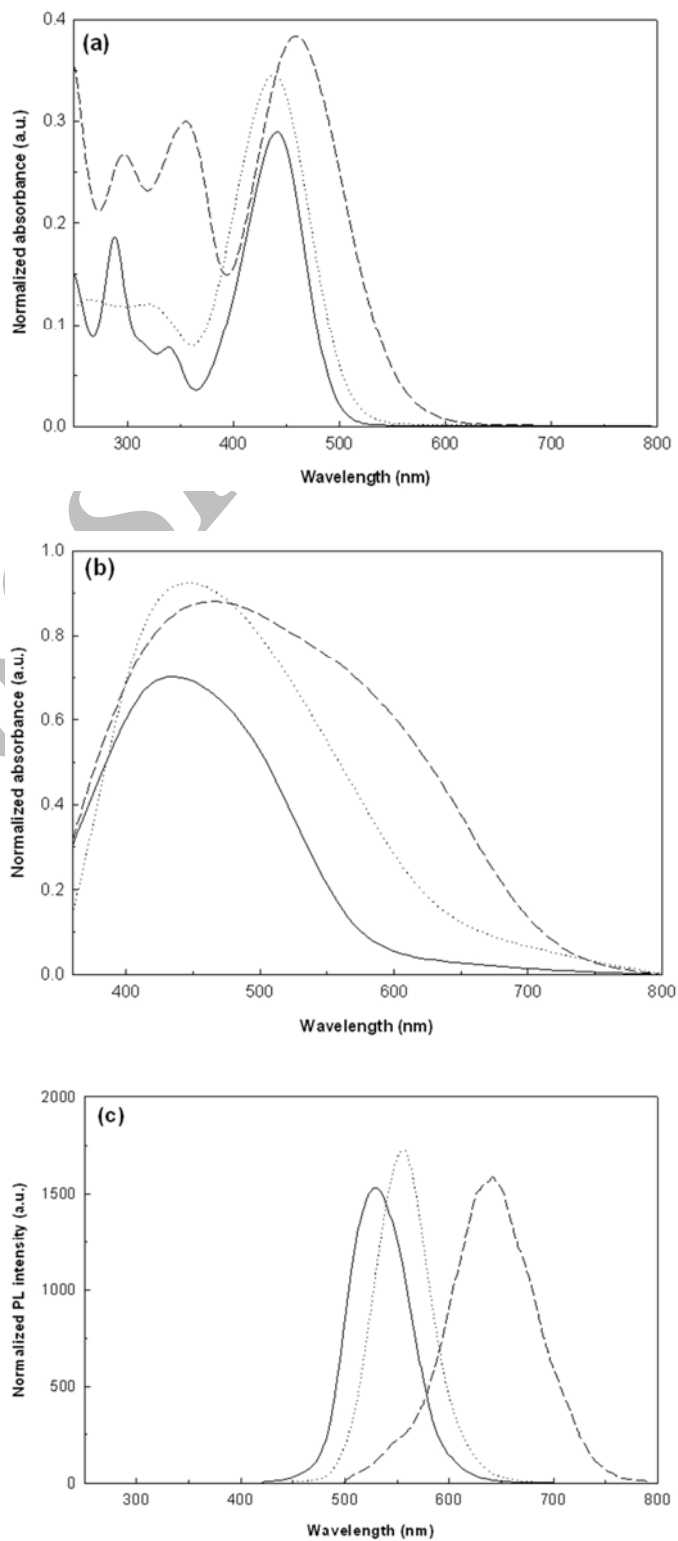 (a)
0.4
0.3
0.2
0.1
0.0
Normalized absorbance (a.u.)
300 400 500 600 700 800
Wavelength (nm)
(b)
1.0
0.8
0.6
0.4
0.2
0.0
Normalized absorbance (a.u.)
400 500 600 700 800
Wavelength (nm)
(c)
2000
1500
1000
500
0
Normalized PL intensity (a.u.)
300 400 500 600 700 800
Wavelength (nm)